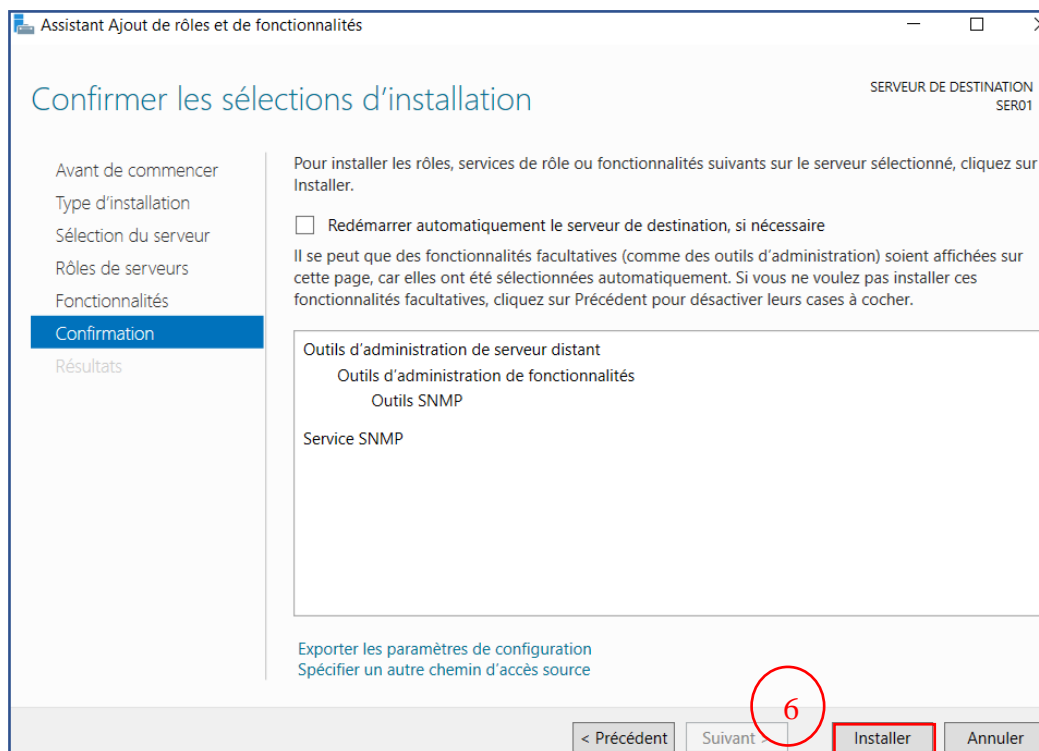 Assistant Ajout de rôles et de fonctionnalités
Confirmer les sélections d'installation
SERVEUR DE DESTINATION
SER01
Avant de commencer
Type d'installation
Sélection du serveur
Rôles de serveurs
Fonctionnalités
Confirmation
Résultats
Pour installer les rôles, services de rôle ou fonctionnalités suivants sur le serveur sélectionné, cliquez sur
Installer.
Redémarrer automatiquement le serveur de destination, si nécessaire
Il se peut que des fonctionnalités facultatives (comme des outils d'administration) soient affichées sur
cette page, car elles ont été sélectionnées automatiquement. Si vous ne voulez pas installer ces
fonctionnalités facultatives, cliquez sur Précédent pour désactiver leurs cases à cocher.
Outils d'administration de serveur distant
Outils d'administration de fonctionnalités
Outils SNMP
Service SNMP
Exporter les paramètres de configuration
Spécifier un autre chemin d'accès source
6
< Précédent
Suivant >
Installer
Annuler